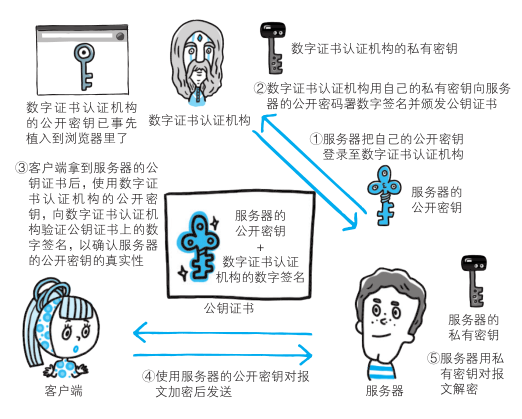 数字证书认证机构
的公开密钥已事先
植入到浏览器里了
数字证书认证机构
数字证书认证机构的私有密钥
②数字证书认证机构用自己的私有密钥向服务
器的公开密码署数字签名并颁发公钥证书
①服务器把自己的公开密钥
登录至数字证书认证机构
服务器的
公开密钥
③客户端拿到服务器的公
钥证书后，使用数字证
书认证机构的公开密
钥，向数字证书认证机
构验证公钥证书上的数
字签名，以确认服务器
的公开密钥的真实性
服务器的
公开密钥
+
数字证书认证
机构的数字签名
公钥证书
服务器的
私有密钥
⑤服务器用私
有密钥对报
文解密
④使用服务器的公开密钥对报
文加密后发送
客户端
服务器